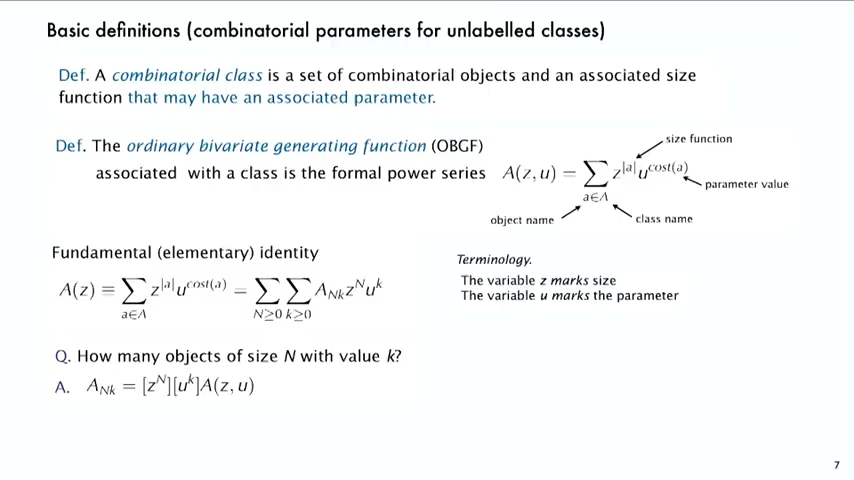 Basic definitions (combinatorial parameters for unlabelled classes)
Def. A combinatorial class is a set of combinatorial objects and an associated size
function that may have an associated parameter.
Def. The ordinary bivariate generating function (OBGF)
associated with a class is the formal power series A(z, u) = ∑_{a∈A} z^{|a|} u^{cost(a)}
size function
parameter value
object name
class name
Fundamental (elementary) identity
A(z) ≡ ∑_{a∈A} z^{|a|} u^{cost(a)} = ∑_{N≥0} ∑_{k≥0} A_{Nk} z^N u^k
Terminology.
The variable z marks size
The variable u marks the parameter
Q. How many objects of size N with value k?
A. A_{Nk} = [z^N][u^k]A(z, u)
7